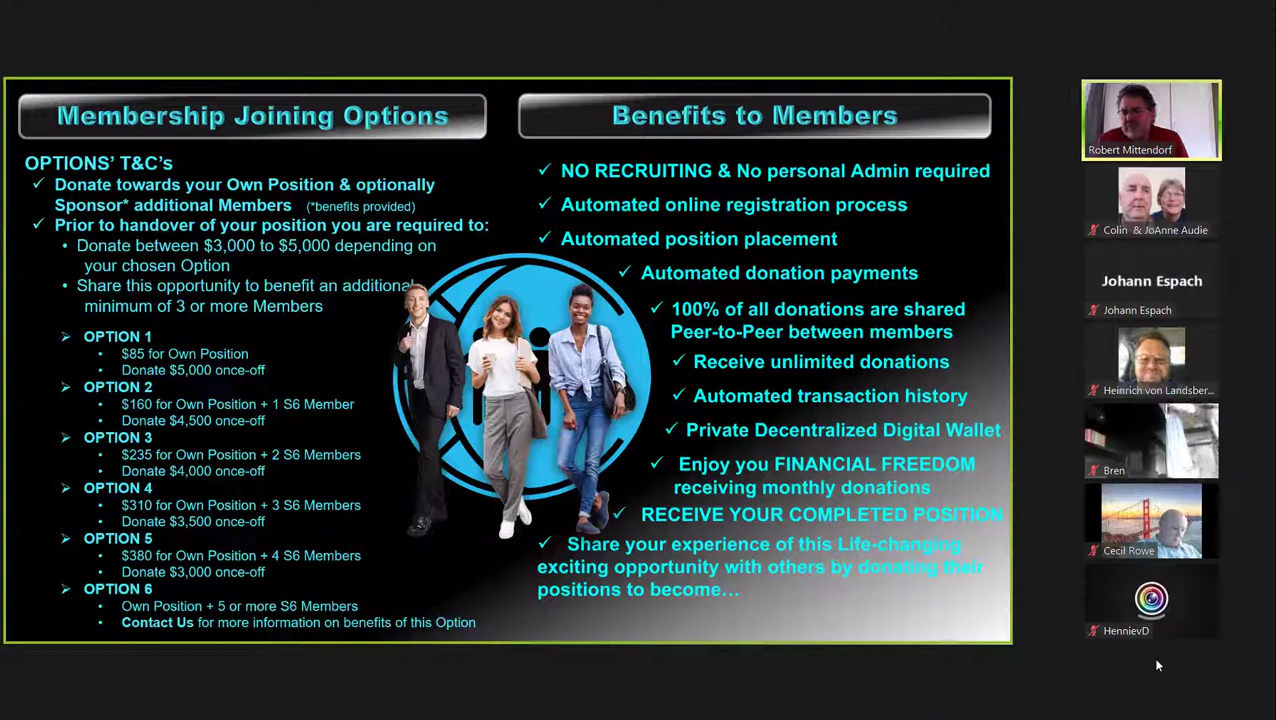 Membership Joining Options
OPTIONS' T&C's
✓ Donate towards your Own Position & optionally
Sponsor* additional Members (*benefits provided)
✓ Prior to handover of your position you are required to:
• Donate between $3,000 to $5,000 depending on
your chosen Option
• Share this opportunity to benefit an additional
minimum of 3 or more Members
➢ OPTION 1
• $85 for Own Position
• Donate $5,000 once-off
➢ OPTION 2
• $160 for Own Position + 1 S6 Member
• Donate $4,500 once-off
➢ OPTION 3
• $235 for Own Position + 2 S6 Members
• Donate $4,000 once-off
➢ OPTION 4
• $310 for Own Position + 3 S6 Members
• Donate $3,500 once-off
➢ OPTION 5
• $380 for Own Position + 4 S6 Members
• Donate $3,000 once-off
➢ OPTION 6
• Own Position + 5 or more S6 Members
• Contact Us for more information on benefits of this Option
Benefits to Members
✓ NO RECRUITING & No personal Admin required
✓ Automated online registration process
✓ Automated position placement
✓ Automated donation payments
✓ 100% of all donations are shared
Peer-to-Peer between members
✓ Receive unlimited donations
✓ Automated transaction history
✓ Private Decentralized Digital Wallet
✓ Enjoy you FINANCIAL FREEDOM
receiving monthly donations
✓ RECEIVE YOUR COMPLETED POSITION
✓ Share your experience of this Life-changing
exciting opportunity with others by donating their
positions to become…
Robert Mittendorf
Colin & JoAnne Audie
Johann Espach
Johann Espach
Heinrich von Landsber...
Bren
Cecil Rowe
HennievD